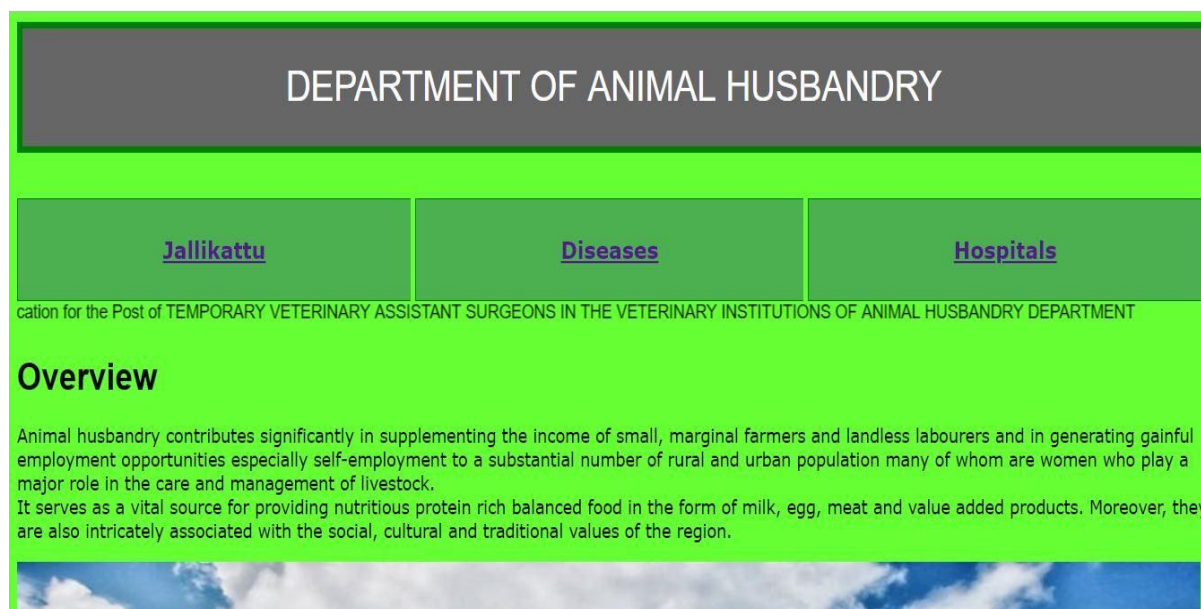 DEPARTMENT OF ANIMAL HUSBANDRY
Jallikattu
Diseases
Hospitals
cation for the Post of TEMPORARY VETERINARY ASSISTANT SURGEONS IN THE VETERINARY INSTITUTIONS OF ANIMAL HUSBANDRY DEPARTMENT
Overview
Animal husbandry contributes significantly in supplementing the income of small, marginal farmers and landless labourers and in generating gainful
employment opportunities especially self-employment to a substantial number of rural and urban population many of whom are women who play a
major role in the care and management of livestock.
It serves as a vital source for providing nutritious protein rich balanced food in the form of milk, egg, meat and value added products. Moreover, they
are also intricately associated with the social, cultural and traditional values of the region.